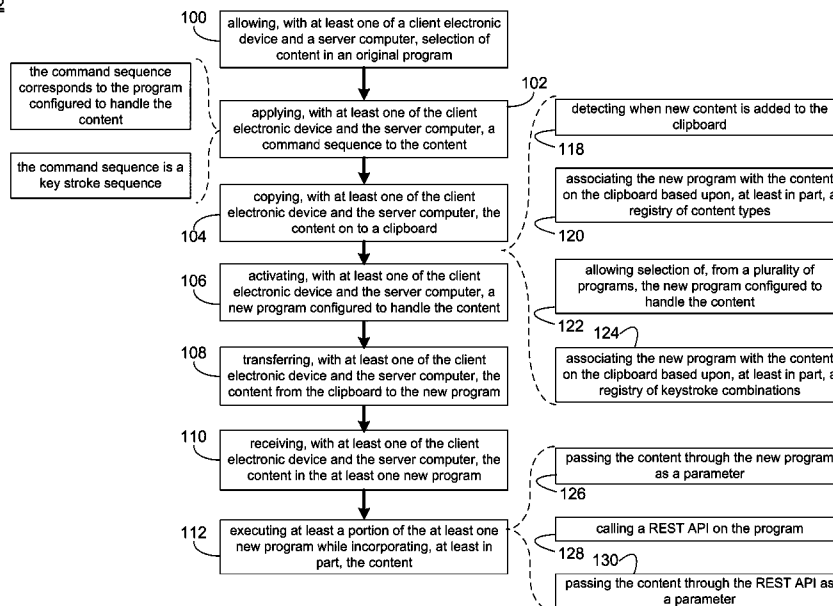 100
allowing, with at least one of a client electronic
device and a server computer, selection of
content in an original program
the command sequence
corresponds to the program
configured to handle the
content
the command sequence is a
key stroke sequence
102
applying, with at least one of the client
electronic device and the server computer, a
command sequence to the content
104
copying, with at least one of the client
electronic device and the server computer, the
content on to a clipboard
106
activating, with at least one of the client
electronic device and the server computer, a
new program configured to handle the content
108
transferring, with at least one of the client
electronic device and the server computer, the
content from the clipboard to the new program
110
receiving, with at least one of the client
electronic device and the server computer, the
content in the at least one new program
112
executing at least a portion of the at least one
new program while incorporating, at least in
part, the content
detecting when new content is added to the
clipboard
118
associating the new program with the content
on the clipboard based upon, at least in part, a
registry of content types
120
allowing selection of, from a plurality of
programs, the new program configured to
handle the content
122
124
associating the new program with the content
on the clipboard based upon, at least in part, a
registry of keystroke combinations
passing the content through the new program
as a parameter
126
calling a REST API on the program
128
130
passing the content through the REST API as
a parameter